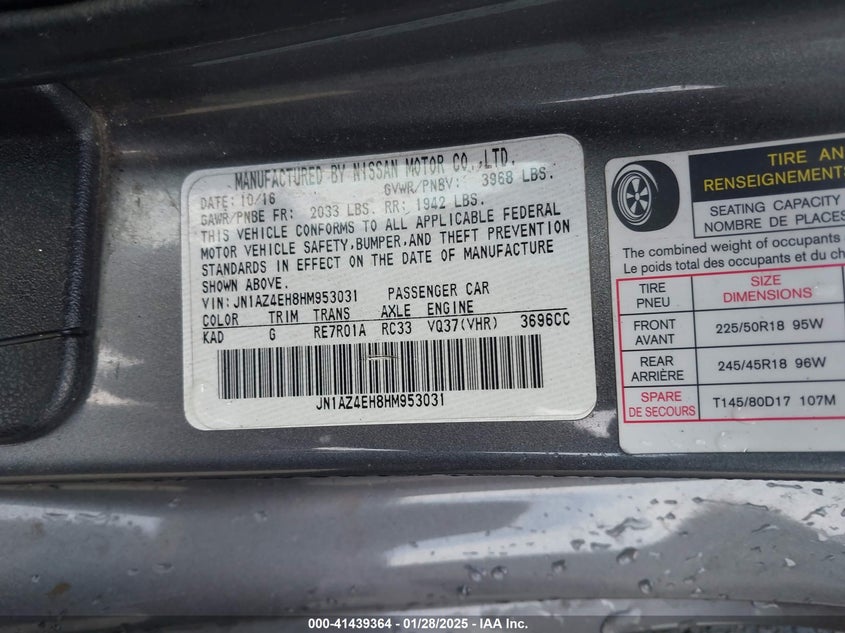 MANUFACTURED BY NISSAN MOTOR CO.,LTD.
DATE: 10/16 GVWR/PNBV: 3968 LBS.
GAWR/PNBE FR: 2033 LBS. RR: 1942 LBS.
THIS VEHICLE CONFORMS TO ALL APPLICABLE FEDERAL
MOTOR VEHICLE SAFETY,BUMPER,AND THEFT PREVENTION
STANDARDS IN EFFECT ON THE DATE OF MANUFACTURE
SHOWN ABOVE.
VIN: JN1AZ4EH8HM953031 PASSENGER CAR
COLOR TRIM TRANS AXLE ENGINE
KAD G RE7R01A RC33 VQ37(VHR) 3696CC
JN1AZ4EH8HM953031
TIRE AN
RENSEIGNEMENTS
SEATING CAPACITY
NOMBRE DE PLACES
The combined weight of occupants
Le poids total des occupants et du ch
TIRE SIZE
PNEU DIMENSIONS
FRONT
AVANT 225/50R18 95W
REAR
ARRIÈRE 245/45R18 96W
SPARE
DE SECOURS T145/80D17 107M
000-41439364 - 01/28/2025 - IAA Inc.